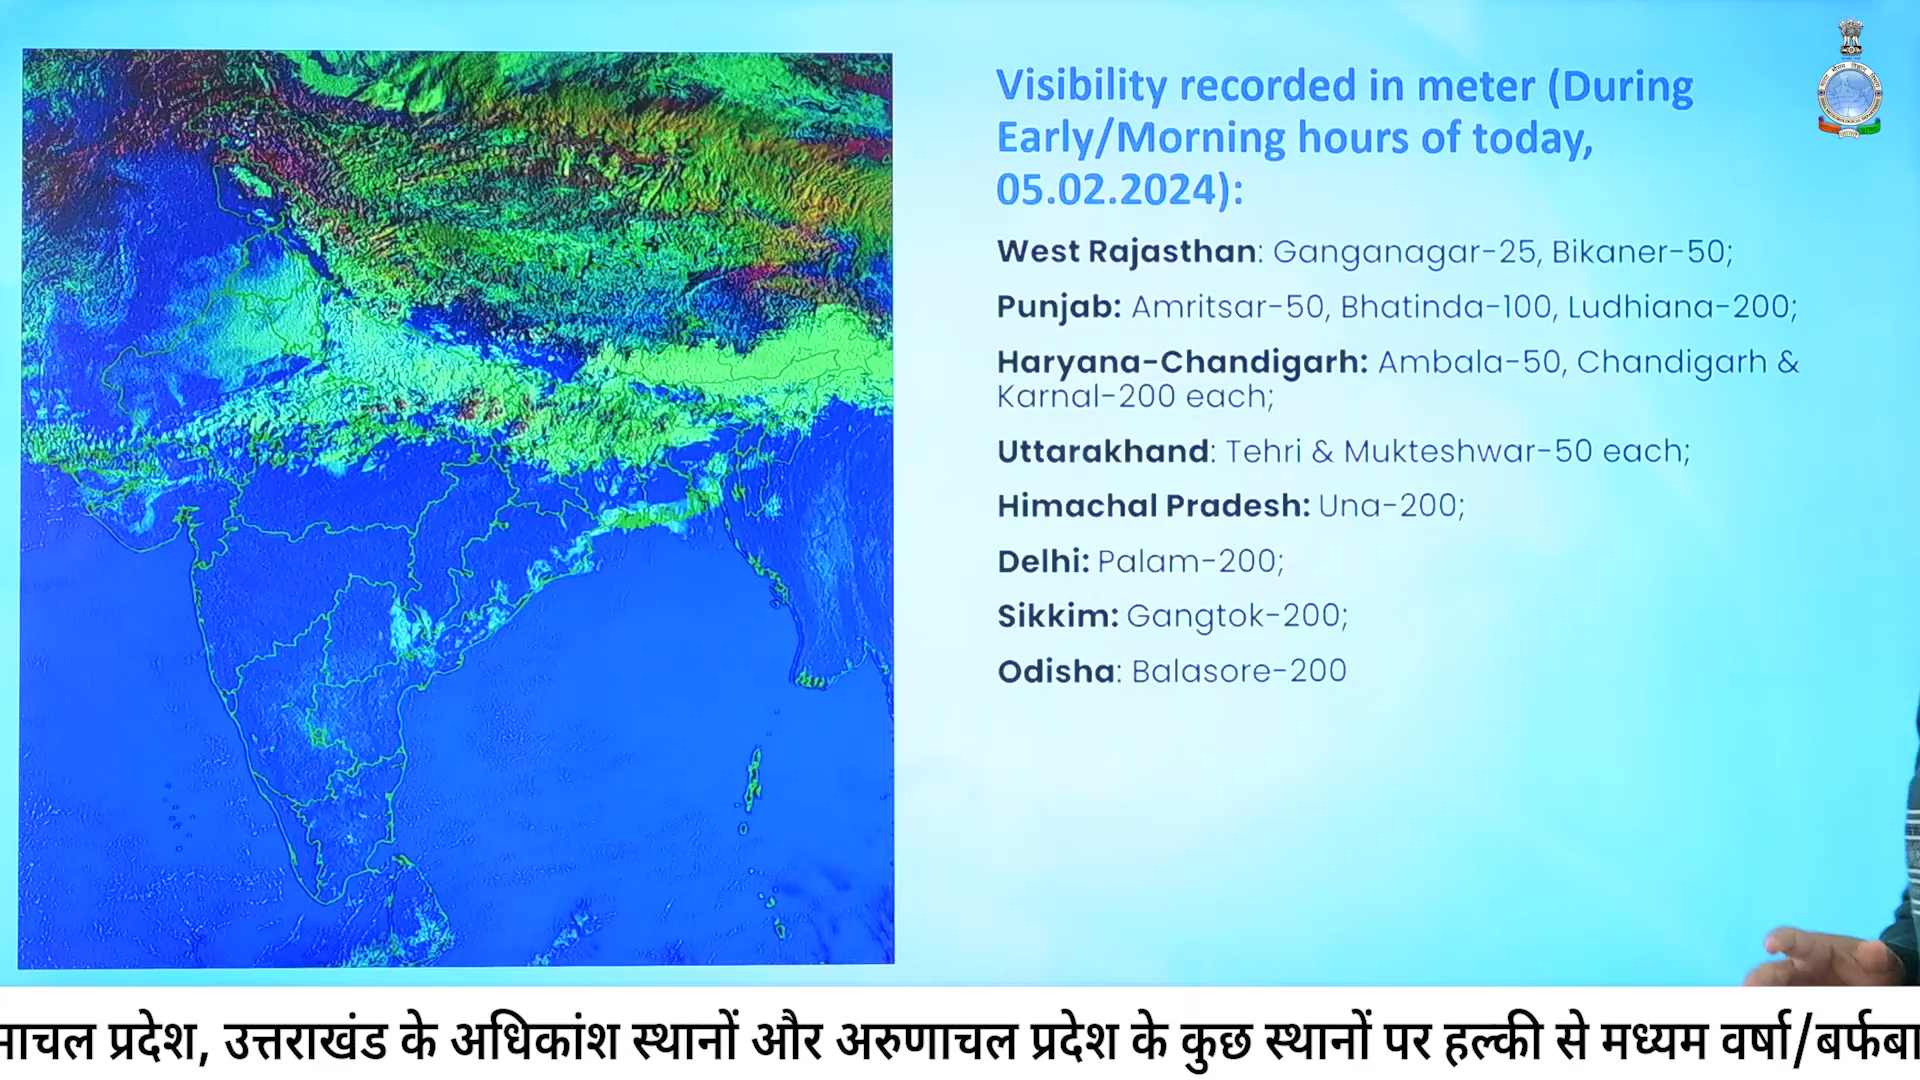 Visibility recorded in meter (During
Early/Morning hours of today,
05.02.2024):
West Rajasthan: Ganganagar-25, Bikaner-50;
Punjab: Amritsar-50, Bhatinda-100, Ludhiana-200;
Haryana-Chandigarh: Ambala-50, Chandigarh &
Karnal-200 each;
Uttarakhand: Tehri & Mukteshwar-50 each;
Himachal Pradesh: Una-200;
Delhi: Palam-200;
Sikkim: Gangtok-200;
Odisha: Balasore-200
प्रदेश, उत्तराखंड के अधिकांश स्थानों और अरुणाचल प्रदेश के कुछ स्थानों पर हल्की से मध्यम वर्षा/